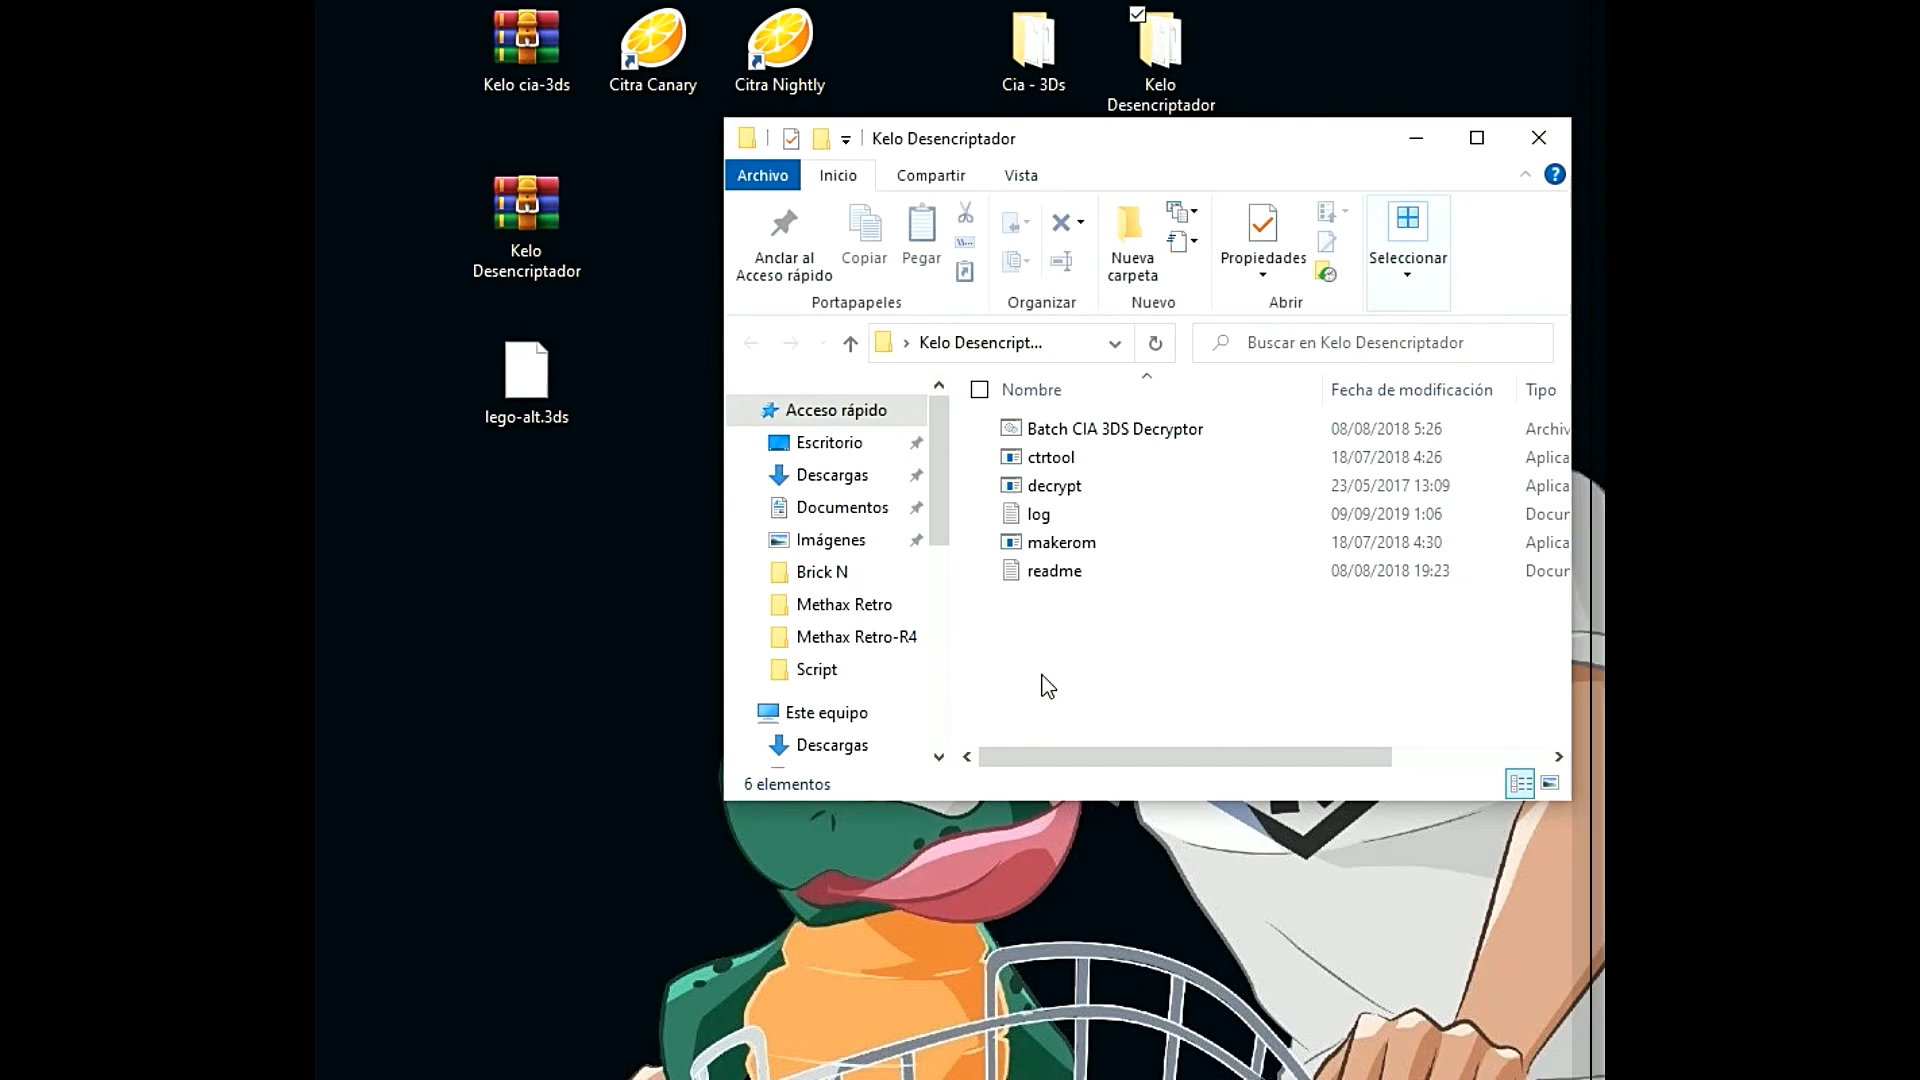 Kelo cia-3ds
Citra Canary
Citra Nightly
Cia - 3Ds
Kelo
Desencriptador
Kelo
Desencriptador
lego-alt.3ds
Kelo Desencriptador
Archivo
Inicio
Compartir
Vista
?
Anclar al
Acceso rápido
Copiar
Pegar
Portapapeles
Organizar
Nueva
carpeta
Nuevo
Propiedades
Abrir
Seleccionar
Kelo Desencript...
Buscar en Kelo Desencriptador
Acceso rápido
Escritorio
Descargas
Documentos
Imágenes
Brick N
Methax Retro
Methax Retro-R4
Script
Este equipo
Descargas
Nombre Fecha de modificación Tipo
Batch CIA 3DS Decryptor 08/08/2018 5:26 Archiv
ctrtool 18/07/2018 4:26 Aplica
decrypt 23/05/2017 13:09 Aplica
log 09/09/2019 1:06 Docur
makerom 18/07/2018 4:30 Aplica
readme 08/08/2018 19:23 Docur
6 elementos